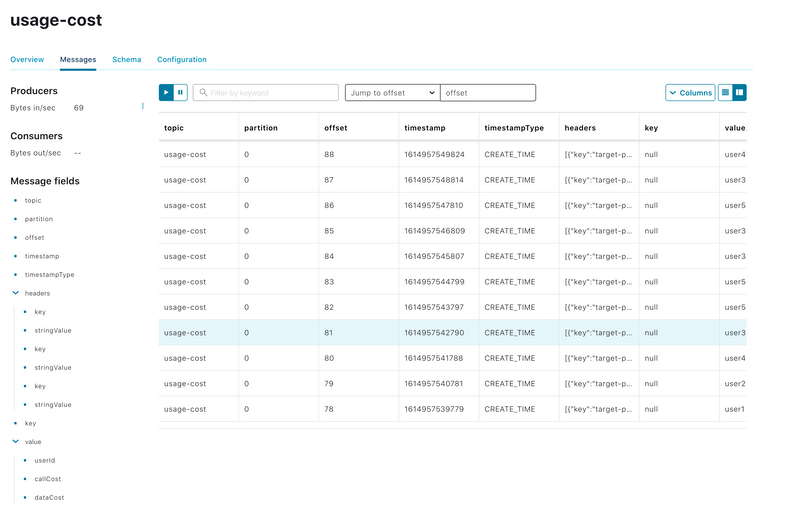 usage-cost
Overview Messages Schema Configuration
Producers
Bytes in/sec 69
Consumers
Bytes out/sec --
Message fields
topic
partition
offset
timestamp
timestampType
headers
key
stringValue
key
stringValue
key
stringValue
key
value
userId
callCost
dataCost
Filter by keyword Jump to offset offset Columns
topic partition offset timestamp timestampType headers key value
usage-cost 0 88 1614957549824 CREATE_TIME [{"key":"target-p... null user4
usage-cost 0 87 1614957548814 CREATE_TIME [{"key":"target-p... null user3
usage-cost 0 86 1614957547810 CREATE_TIME [{"key":"target-p... null user5
usage-cost 0 85 1614957546809 CREATE_TIME [{"key":"target-p... null user3
usage-cost 0 84 1614957545807 CREATE_TIME [{"key":"target-p... null user3
usage-cost 0 83 1614957544799 CREATE_TIME [{"key":"target-p... null user5
usage-cost 0 82 1614957543797 CREATE_TIME [{"key":"target-p... null user5
usage-cost 0 81 1614957542790 CREATE_TIME [{"key":"target-p... null user3
usage-cost 0 80 1614957541788 CREATE_TIME [{"key":"target-p... null user4
usage-cost 0 79 1614957540781 CREATE_TIME [{"key":"target-p... null user2
usage-cost 0 78 1614957539779 CREATE_TIME [{"key":"target-p... null user1